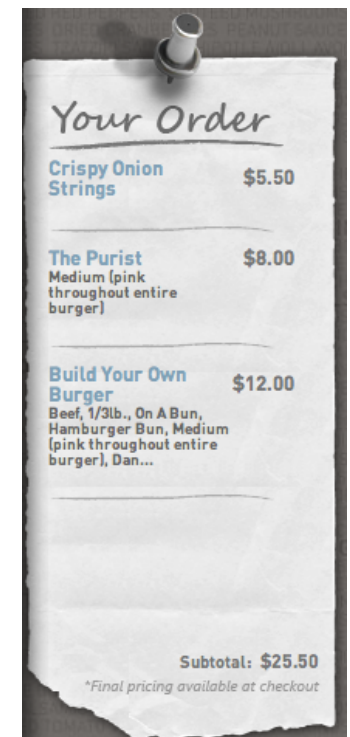 Your Order
Crispy Onion
Strings
$5.50
The Purist
$8.00
Medium (pink
throughout entire
burger)
Build Your Own
Burger
$12.00
Beef, 1/3lb., On A Bun,
Hamburger Bun, Medium
(pink throughout entire
burger), Dan...
Subtotal: $25.50
*Final pricing available at checkout